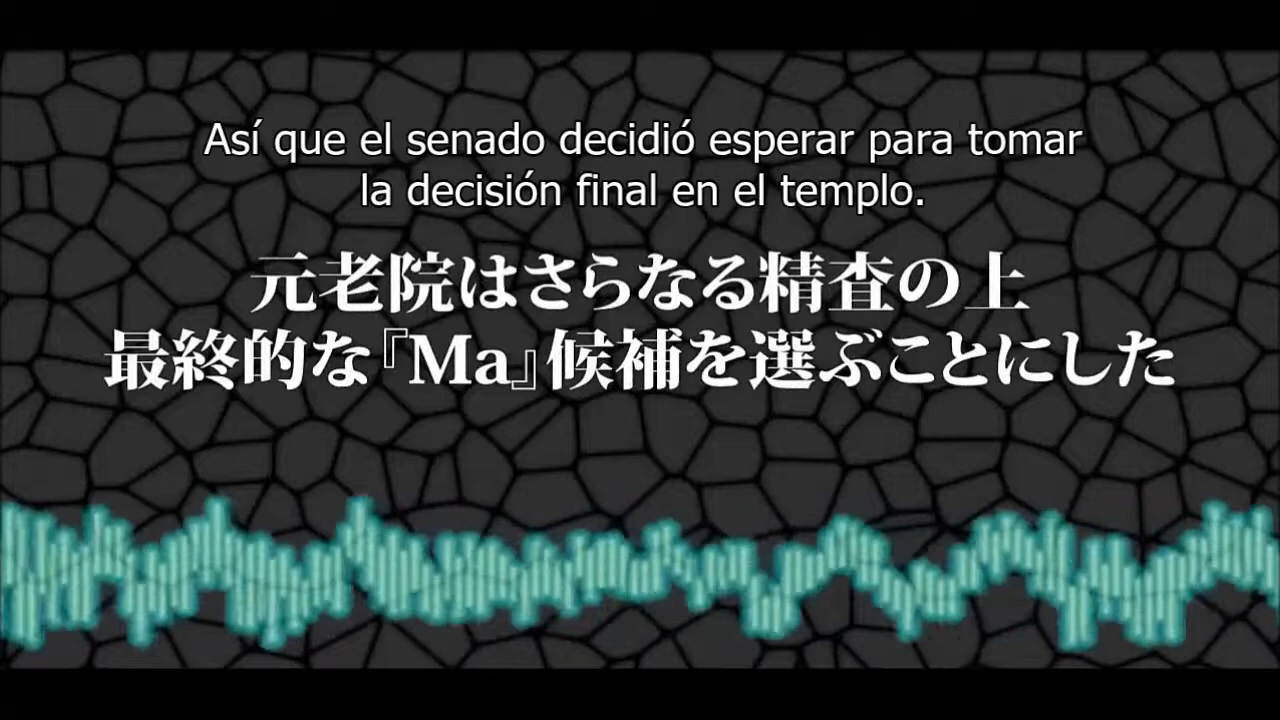 Así que el senado decidió esperar para tomar
la decisión final en el templo.
元老院はさらなる精査の上
最終的な『Ma』候補を選ぶことにした